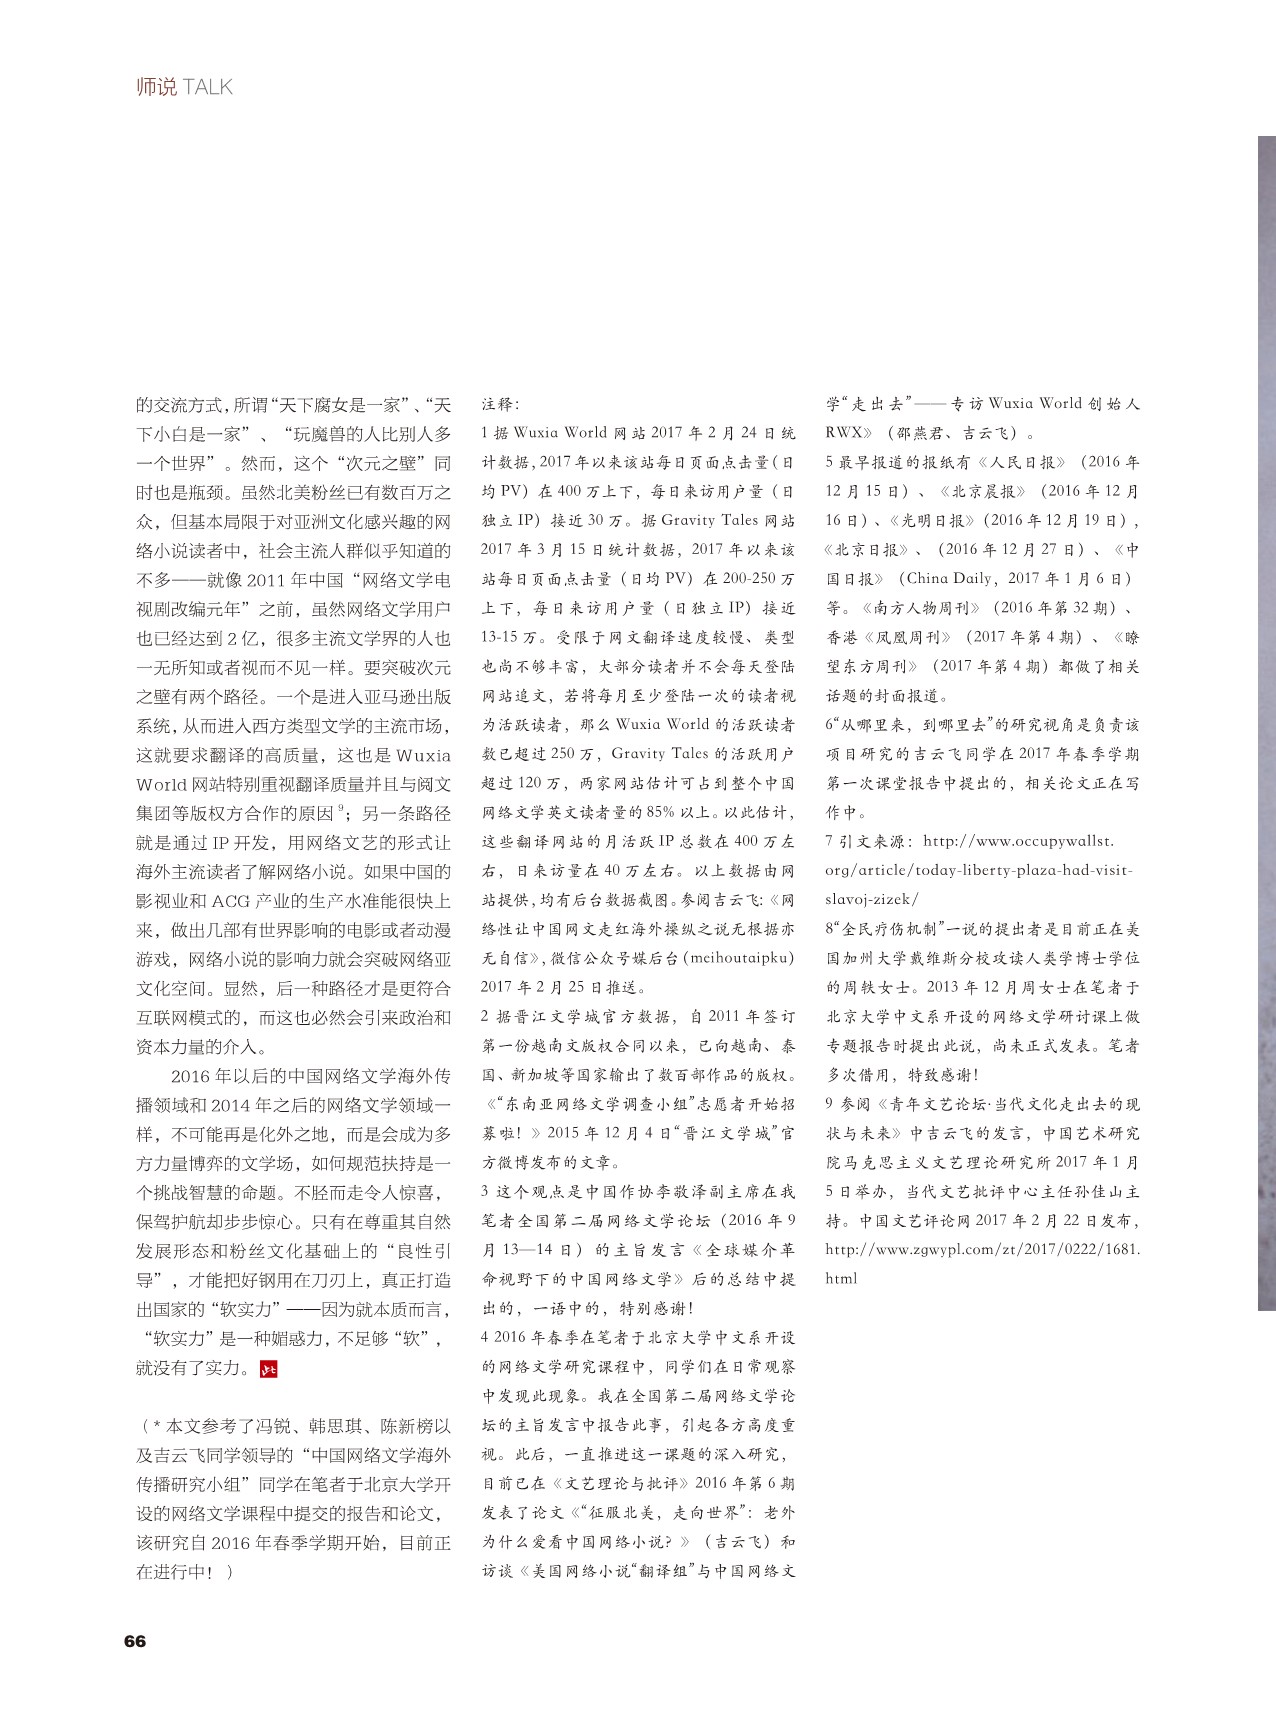 师说 TALK
的交流方式，所谓“天下腐女是一家”、“天
下小白是一家”、“玩魔兽的人比别人多
一个世界”。然而，这个“次元之壁”同
时也是瓶颈。虽然北美粉丝已有数百万之
众，但基本局限于对亚洲文化感兴趣的网
络小说读者中，社会主流人群似乎知道的
不多——就像 2011 年中国“网络文学电
视剧改编元年”之前，虽然网络文学用户
也已经达到 2 亿，很多主流文学界的人也
一无所知或者视而不见一样。要突破次元
之壁有两个路径。一个是进入亚马逊出版
系统，从而进入西方类型文学的主流市场，
这就要求翻译的高质量，这也是 Wuxia
World 网站特别重视翻译质量并且与阅文
集团等版权方合作的原因 9；另一条路径
就是通过 IP 开发，用网络文艺的形式让
海外主流读者了解网络小说。如果中国的
影视业和 ACG 产业的生产水准能很快上
来，做出几部有世界影响的电影或者动漫
游戏，网络小说的影响力就会突破网络亚
文化空间。显然，后一种路径才是更符合
互联网模式的，而这也必然会引来政治和
资本力量的介入。
2016 年以后的中国网络文学海外传
播领域和 2014 年之后的网络文学领域一
样，不可能再是化外之地，而是会成为多
方力量博弈的文学场，如何规范扶持是一
个挑战智慧的命题。不胫而走令人惊喜，
保驾护航却步步惊心。只有在尊重其自然
发展形态和粉丝文化基础上的“良性引
导”，才能把好钢用在刀刃上，真正打造
出国家的“软实力”——因为就本质而言，
“软实力”是一种媚惑力，不足够“软”，
就没有了实力。
（* 本文参考了冯锐、韩思琪、陈新榜以
及吉云飞同学领导的“中国网络文学海外
传播研究小组”同学在笔者于北京大学开
设的网络文学课程中提交的报告和论文，
该研究自 2016 年春季学期开始，目前正
在进行中！）
注释：
1 据 Wuxia World 网站 2017 年 2 月 24 日统
计数据，2017 年以来该站每日页面点击量（日
均 PV）在 400 万上下，每日来访用户量（日
独立 IP）接近 30 万。据 Gravity Tales 网站
2017 年 3 月 15 日统计数据，2017 年以来该
站每日页面点击量（日均 PV）在 200-250 万
上下，每日来访用户量（日独立 IP）接近
13-15 万。受限于网文翻译速度较慢、类型
也尚不够丰富，大部分读者并不会每天登陆
网站追文，若将每月至少登陆一次的读者视
为活跃读者，那么 Wuxia World 的活跃读者
数已超过 250 万，Gravity Tales 的活跃用户
超过 120 万，两家网站估计可占到整个中国
网络文学英文读者量的 85% 以上。以此估计，
这些翻译网站的月活跃 IP 总数在 400 万左
右，日来访量在 40 万左右。以上数据由网
站提供，均有后台数据截图。参阅吉云飞：《网
络性让中国网文走红海外操纵之说无根据亦
无自信》，微信公众号媒后台（meihoutaipku）
2017 年 2 月 25 日推送。
2 据晋江文学城官方数据，自 2011 年签订
第一份越南文版权合同以来，已向越南、泰
国、新加坡等国家输出了数百部作品的版权。
《“东南亚网络文学调查小组”志愿者开始招
募啦！》2015 年 12 月 4 日“晋江文学城”官
方微博发布的文章。
3 这个观点是中国作协李敬泽副主席在我
笔者全国第二届网络文学论坛（2016 年 9
月 13—14 日）的主旨发言《全球媒介革
命视野下的中国网络文学》后的总结中提
出的，一语中的，特别感谢！
4 2016 年春季在笔者于北京大学中文系开设
的网络文学研究课程中，同学们在日常观察
中发现此现象。我在全国第二届网络文学论
坛的主旨发言中报告此事，引起各方高度重
视。此后，一直推进这一课题的深入研究，
目前已在《文艺理论与批评》2016 年第 6 期
发表了论文《“征服北美，走向世界”：老外
为什么爱看中国网络小说？》（吉云飞）和
访谈《美国网络小说“翻译组”与中国网络文
学“走出去”——专访 Wuxia World 创始人
RWX》（邵燕君、吉云飞）。
5 最早报道的报纸有《人民日报》（2016 年
12 月 15 日）、《北京晨报》（2016 年 12 月
16 日）、《光明日报》（2016 年 12 月 19 日），
《北京日报》、（2016 年 12 月 27 日）、《中
国日报》（China Daily，2017 年 1 月 6 日）
等。《南方人物周刊》（2016 年第 32 期）、
香港《凤凰周刊》（2017 年第 4 期）、《瞭
望东方周刊》（2017 年第 4 期）都做了相关
话题的封面报道。
6“从哪里来，到哪里去”的研究视角是负责该
项目研究的吉云飞同学在 2017 年春季学期
第一次课堂报告中提出的，相关论文正在写
作中。
7 引文来源：http://www.occupywallst.
org/article/today-liberty-plaza-had-visit-
slavoj-zizek/
8“全民疗伤机制”一说的提出者是目前正在美
国加州大学戴维斯分校攻读人类学博士学位
的周轶女士。2013 年 12 月周女士在笔者于
北京大学中文系开设的网络文学研讨课上做
专题报告时提出此说，尚未正式发表。笔者
多次借用，特致感谢！
9 参阅《青年文艺论坛·当代文化走出去的现
状与未来》中吉云飞的发言，中国艺术研究
院马克思主义文艺理论研究所 2017 年 1 月
5 日举办，当代文艺批评中心主任孙佳山主
持。中国文艺评论网 2017 年 2 月 22 日发布，
http://www.zgwypl.com/zt/2017/0222/1681.
html
66